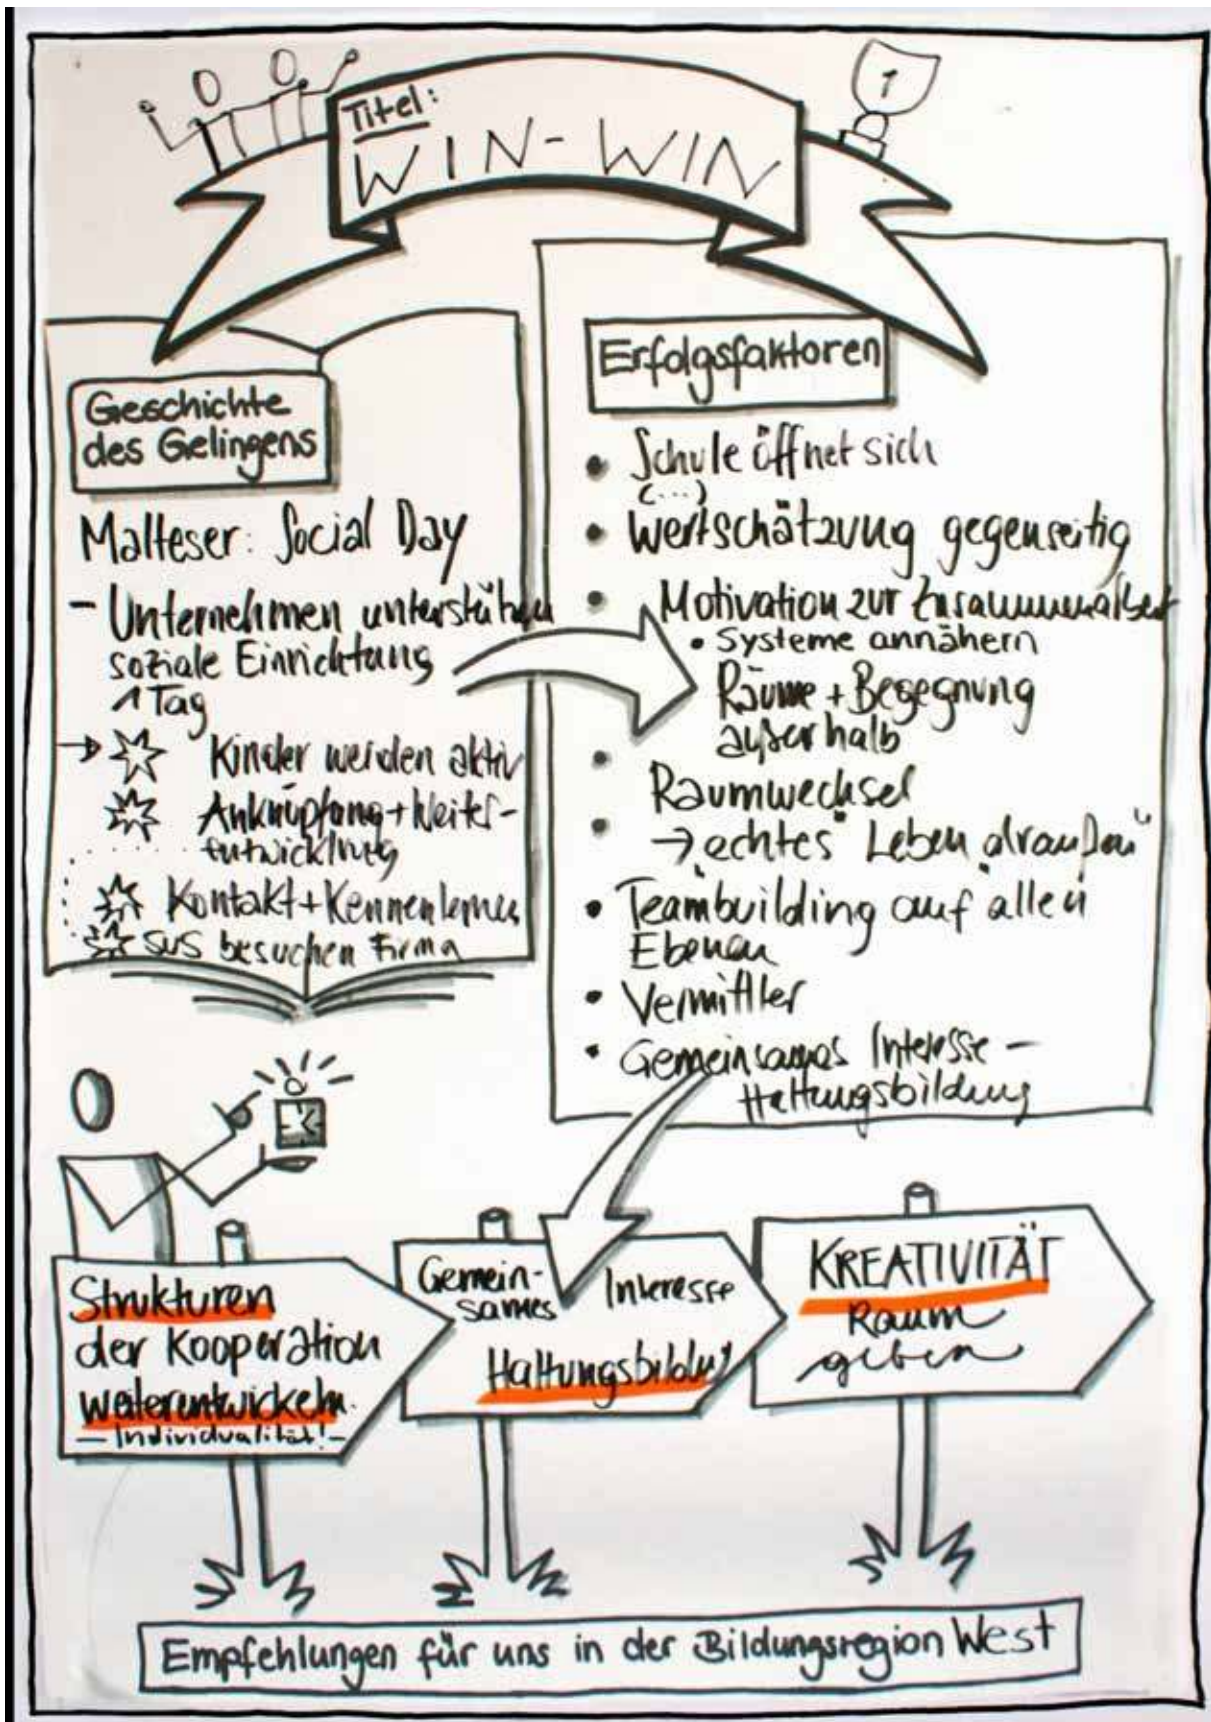 Titel:
WIN-WIN
1
Geschichte
des Gelingens
Malteser: Social Day
- Unternehmen unterstützen
soziale Einrichtung
1 Tag
→ Kinder werden aktiv
Anknüpfung + Weiter-
entwicklung
Kontakt + Kennenlernen
SUS besuchen Firma
Erfolgsfaktoren
• Schule öffnet sich
(...)
• Wertschätzung gegenseitig
• Motivation zur Zusammenarbeit
• Systeme annähern
Räume + Begegnung
außerhalb
• Raumwechsel
• → „echtes" Leben „draußen"
• Teambuilding auf allen
Ebenen
• Vermittler
• Gemeinsames Interesse -
Haltungsbildung
Strukturen
der Kooperation
weiterentwickeln.
- Individualität! -
Gemein-
sames Interesse
Haltungsbildung
KREATIVITÄT
Raum
geben
Empfehlungen für uns in der Bildungsregion West